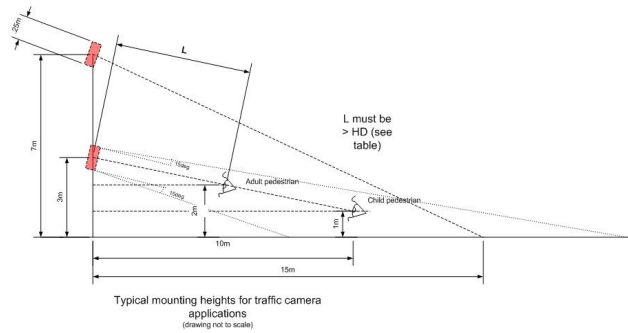 .25m
L
7m
L must be
> HD (see
table)
15deg
Adult pedestrian
15deg
3m
2m
Child pedestrian
1m
10m
15m
Typical mounting heights for traffic camera
applications
(drawing not to scale)